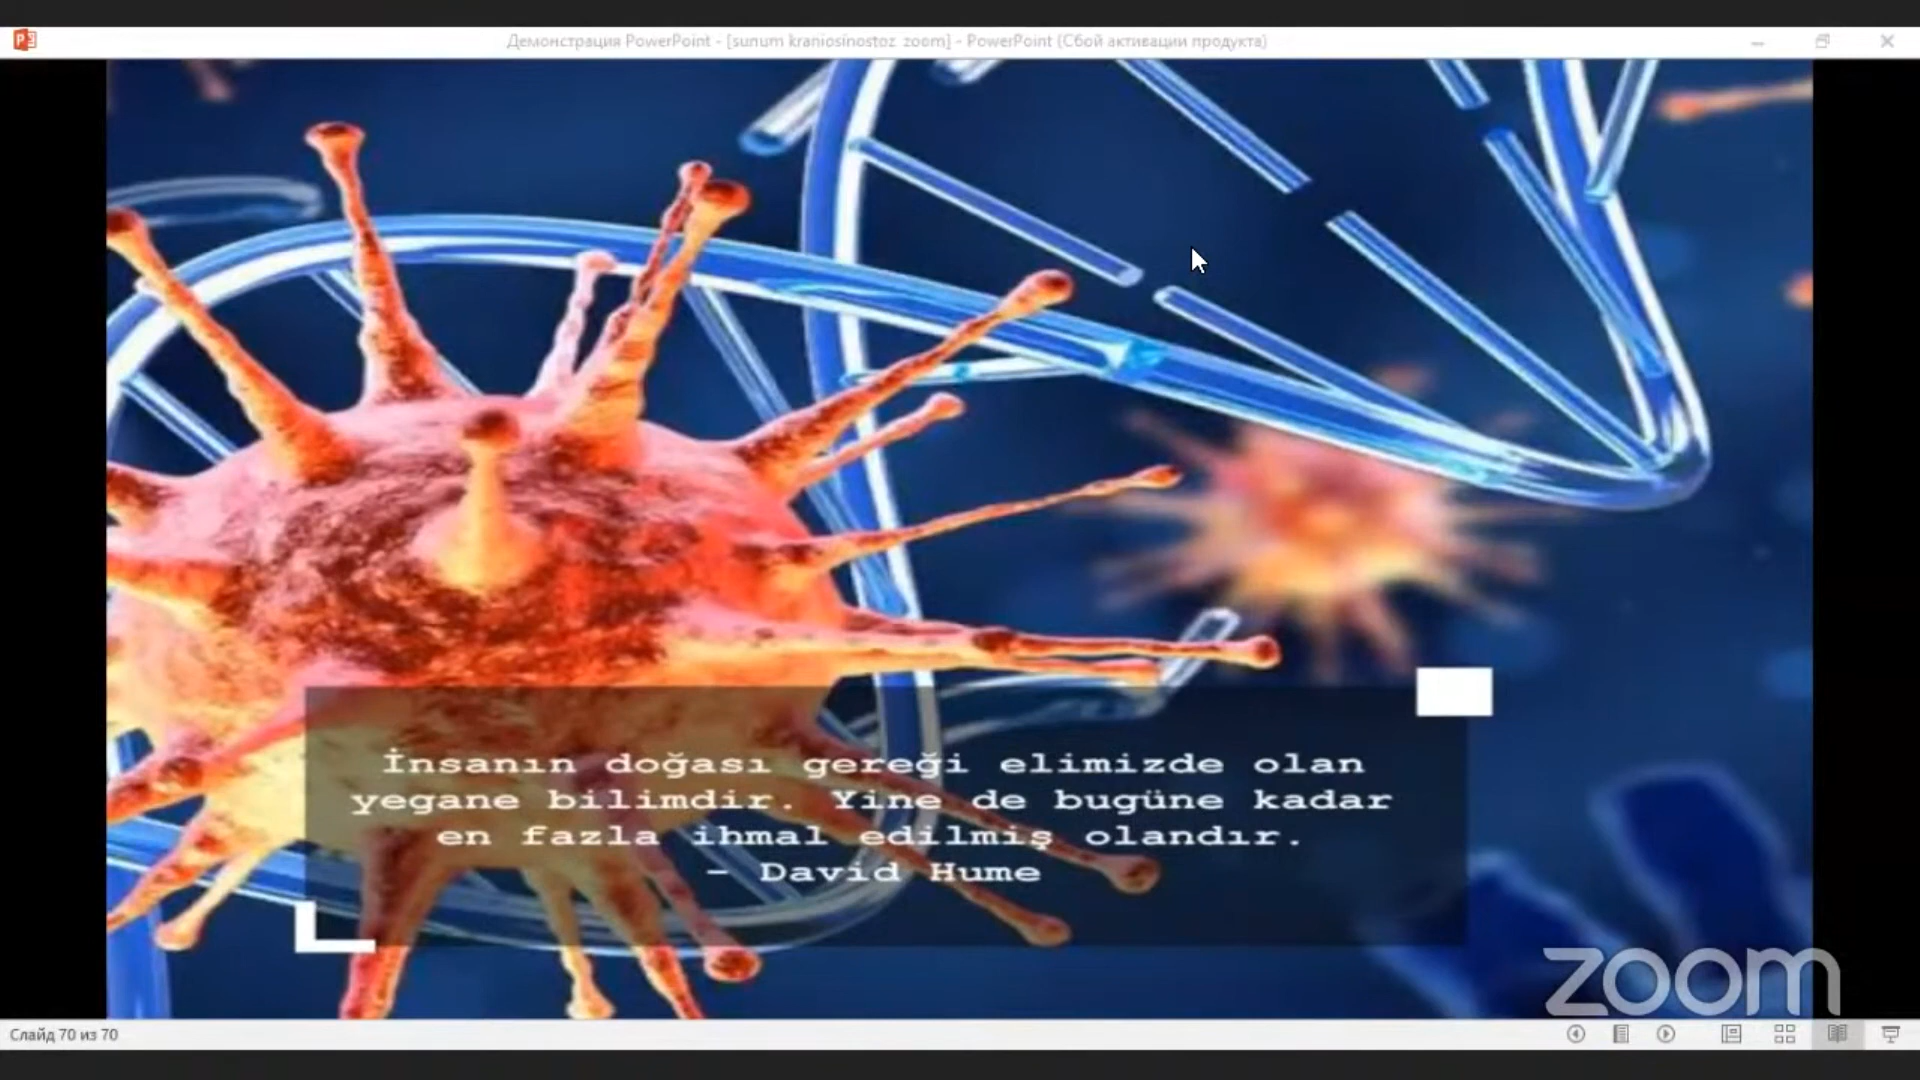 Демонстрация PowerPoint - [sunum kraniosinostoz zoom] - PowerPoint (Сбой активации продукта)
İnsanın doğası gereği elimizde olan
yegane bilimdir. Yine de bugüne kadar
en fazla ihmal edilmiş olandır.
- David Hume
zoom
Слайд 70 из 70